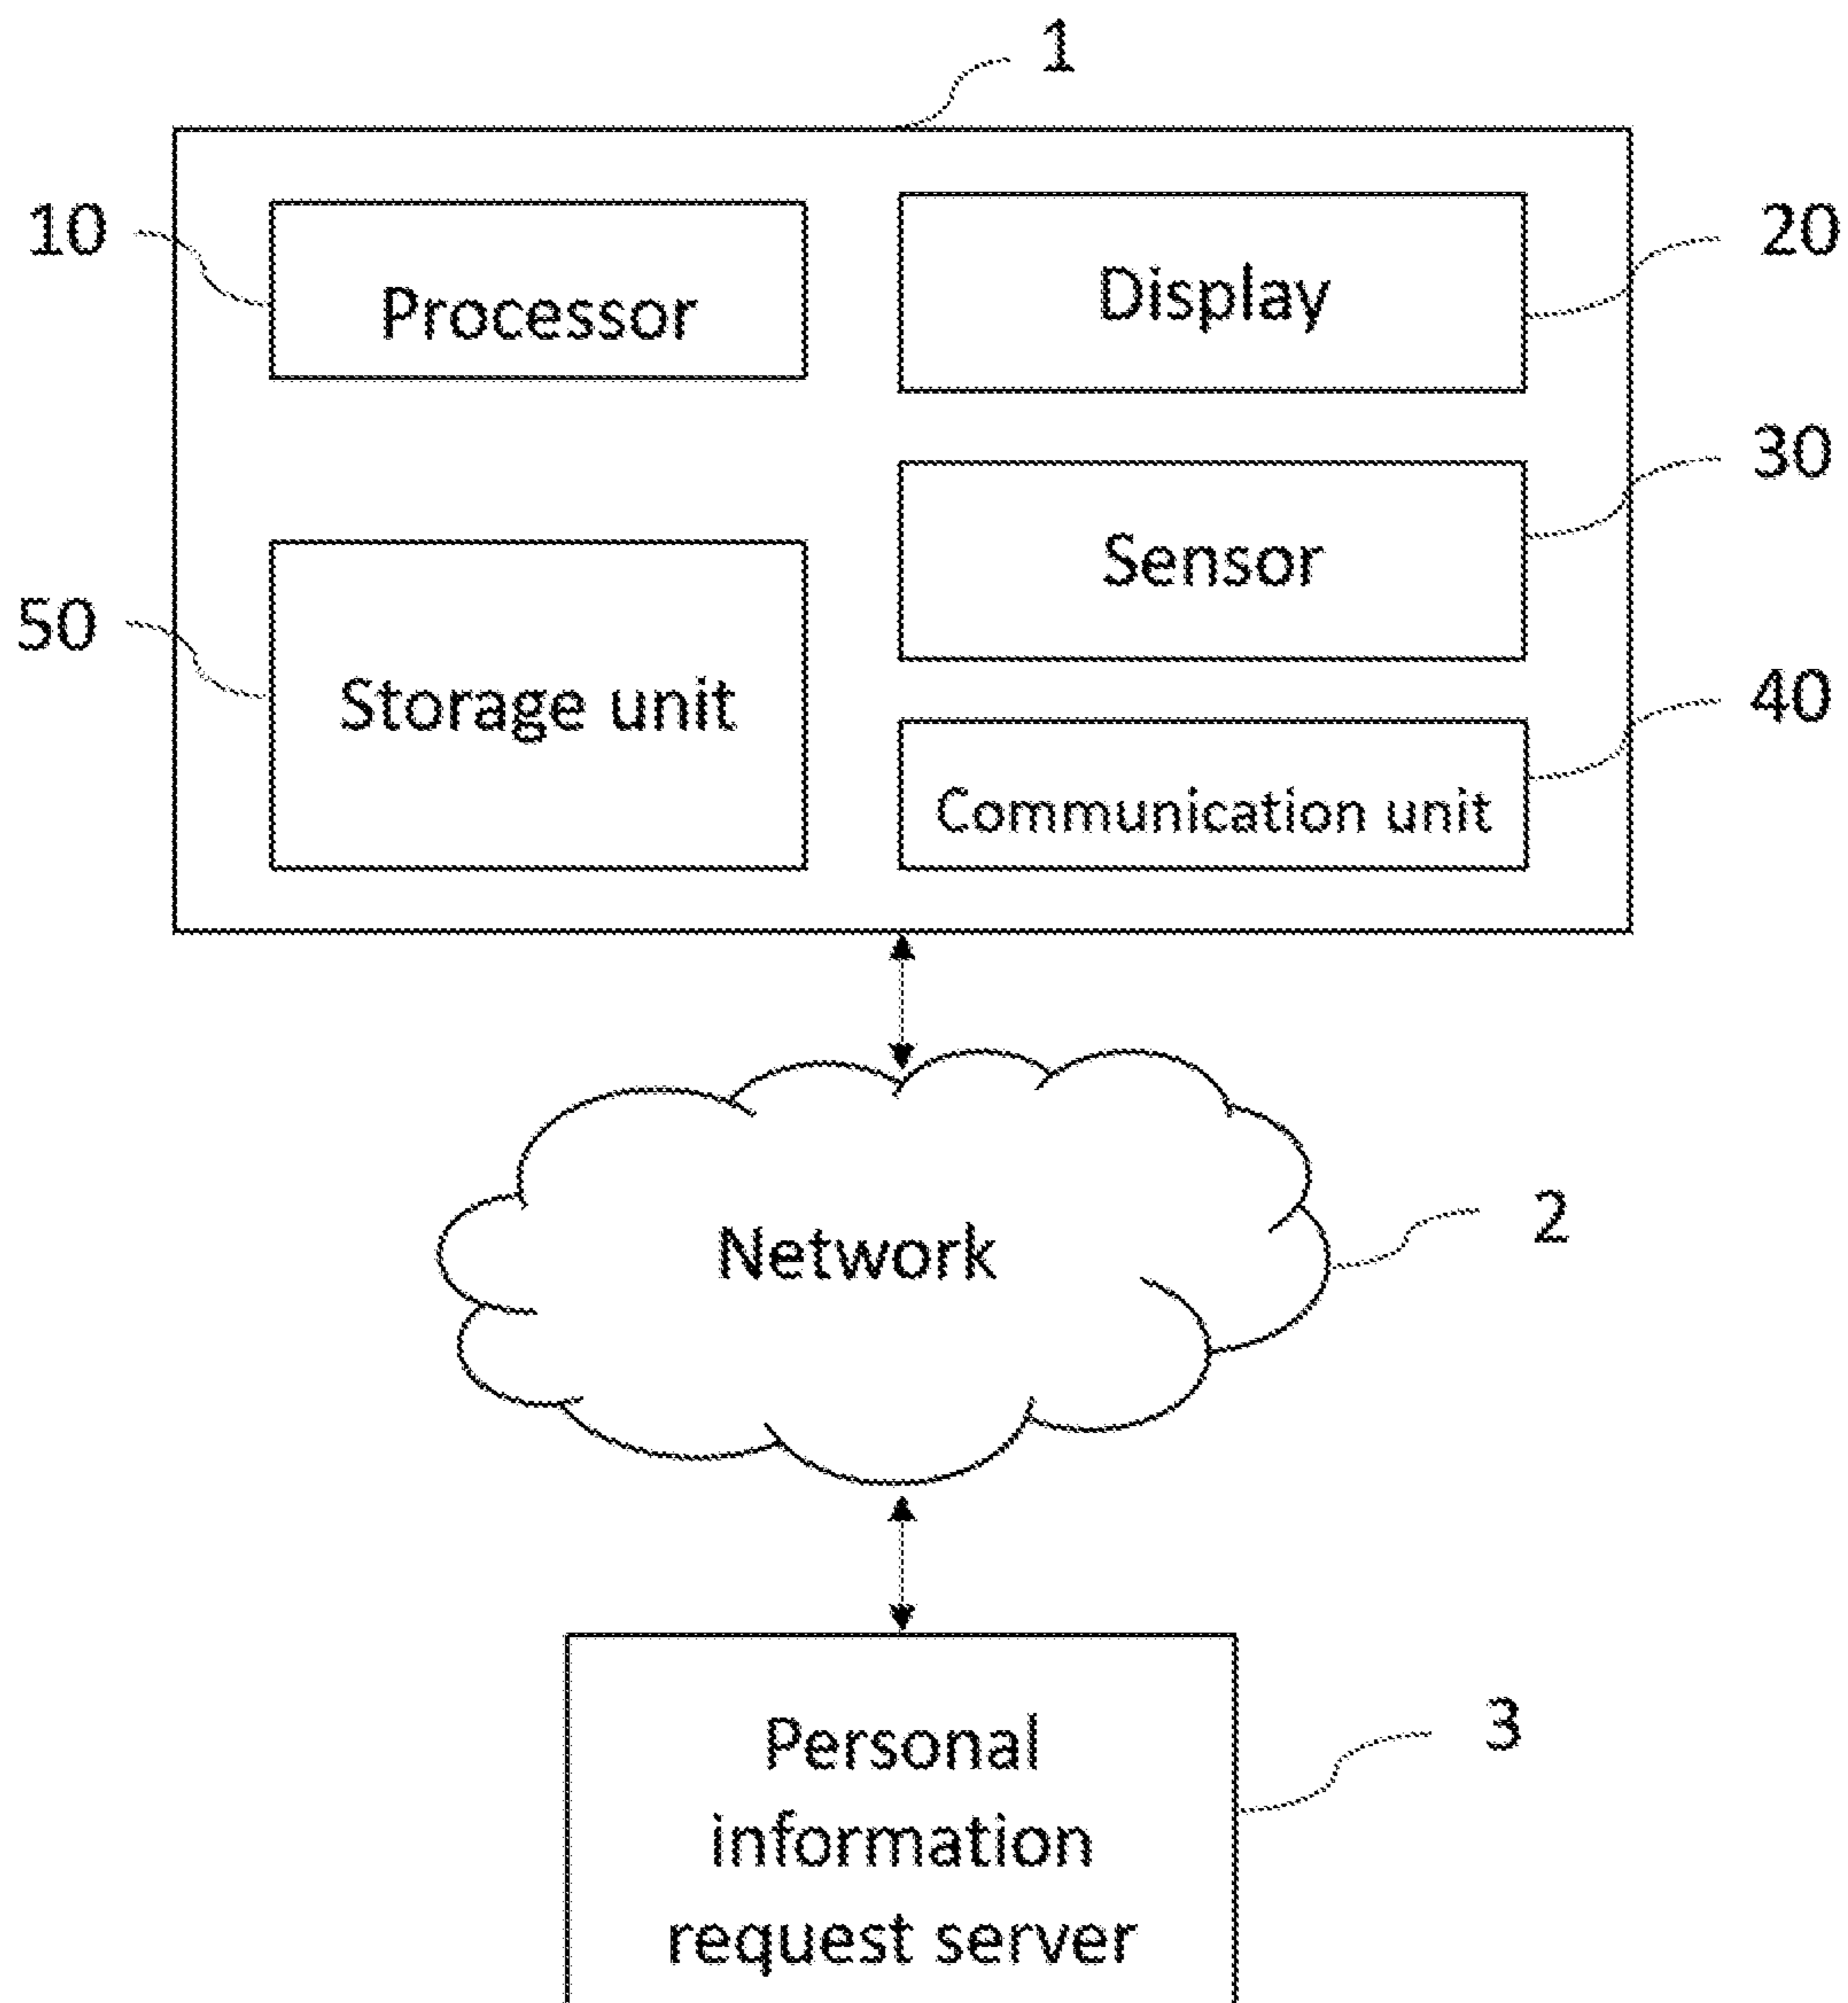 1
10
Processor
Display
20
Sensor
30
50
Storage unit
40
Communication unit
Network
2
Personal
information
request server
3